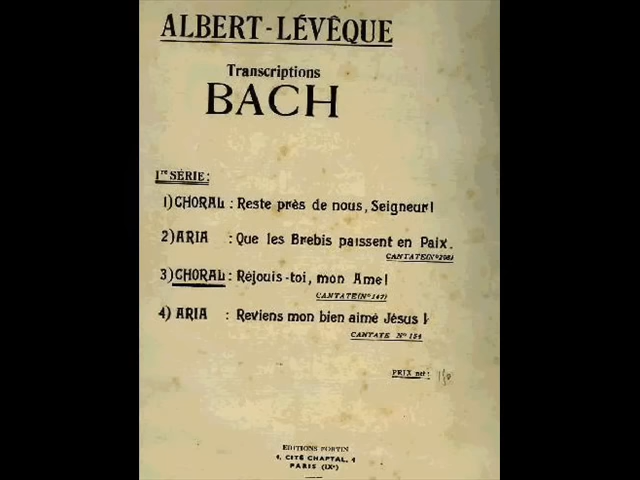 ALBERT-LÉVÊQUE
Transcriptions
BACH
1re SÉRIE:
1) CHORAL : Reste près de nous, Seigneur!
2) ARIA : Que les Brebis paissent en Paix.
CANTATE (No 208)
3) CHORAL : Réjouis-toi, mon Ame!
CANTATE (No 147)
4) ARIA : Reviens mon bien aimé Jésus!
CANTATE No 154
PRIX net:
EDITIONS FORTIN
4, CITÉ CHAPTAL, 4
PARIS (IXe)